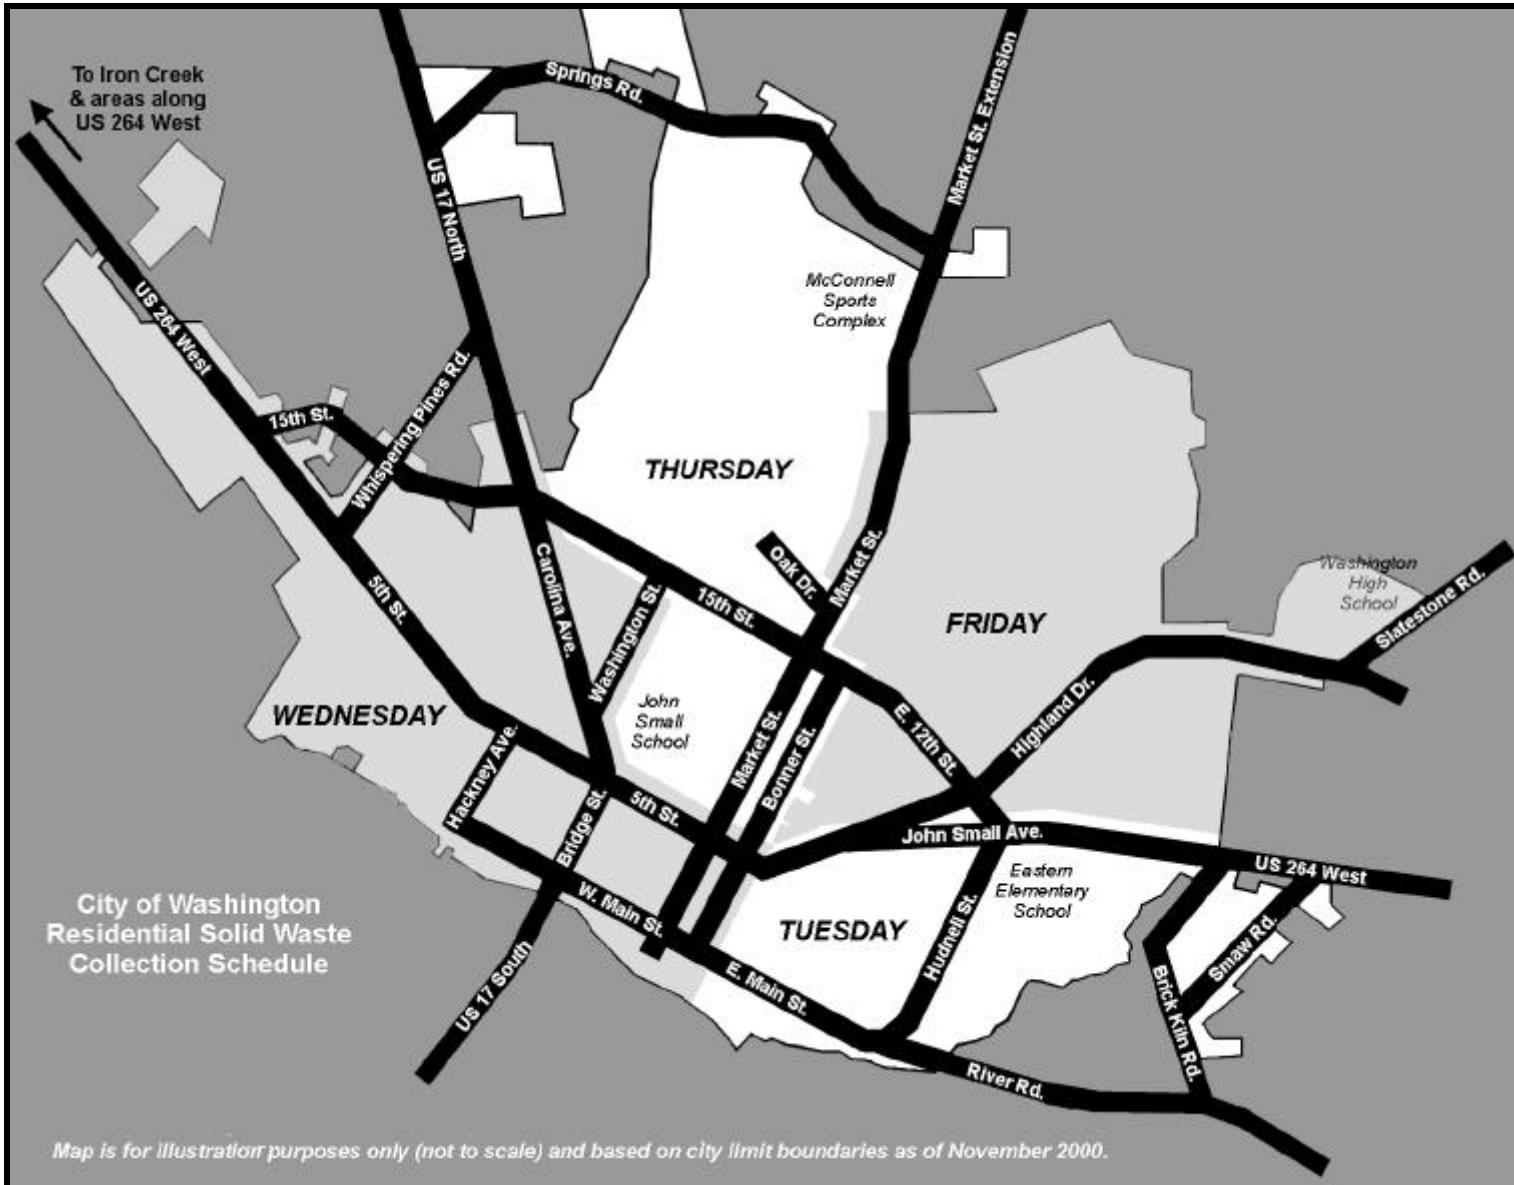 To Iron Creek
& areas along
US 264 West
Springs Rd.
Market St. Extension
US 17 North
McConnell
Sports
Complex
US 264 West
Whispering Pines Rd.
15th St.
THURSDAY
Oak Dr.
Market St.
Carolina Ave.
5th St.
Washington St.
15th St.
FRIDAY
Washington
High
School
Slatestone Rd.
WEDNESDAY
John
Small
School
Market St.
Bonner St.
E. 12th St.
Highland Dr.
Hackney Ave.
Bridge St.
5th St.
John Small Ave.
US 264 West
Eastern
Elementary
School
W. Main St.
TUESDAY
Hudnell St.
Smaw Rd.
Brick Kiln Rd.
City of Washington
Residential Solid Waste
Collection Schedule
US 17 South
E. Main St.
River Rd.
Map is for illustration purposes only (not to scale) and based on city limit boundaries as of November 2000.